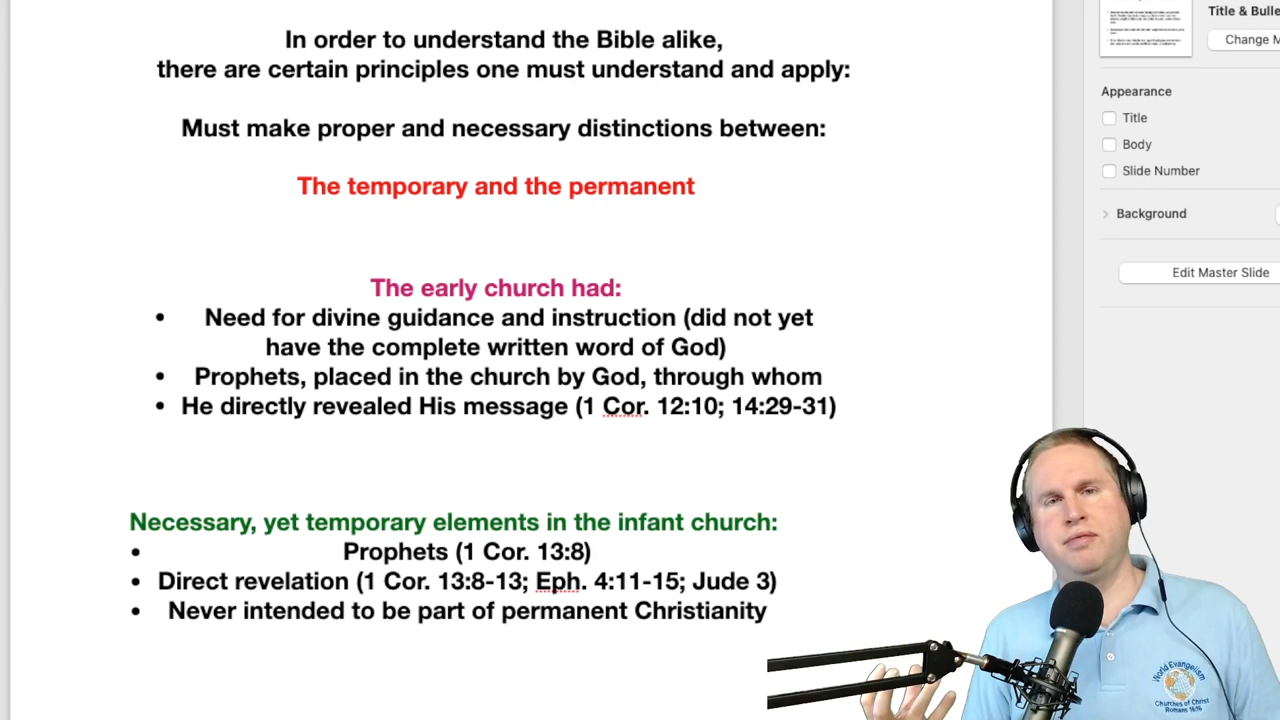 In order to understand the Bible alike,
there are certain principles one must understand and apply:
Must make proper and necessary distinctions between:
The temporary and the permanent
The early church had:
• Need for divine guidance and instruction (did not yet
have the complete written word of God)
• Prophets, placed in the church by God, through whom
• He directly revealed His message (1 Cor. 12:10; 14:29-31)
Necessary, yet temporary elements in the infant church:
• Prophets (1 Cor. 13:8)
• Direct revelation (1 Cor. 13:8-13; Eph. 4:11-15; Jude 3)
• Never intended to be part of permanent Christianity
Title & Bulle
Change M
Appearance
Title
Body
Slide Number
Background
Edit Master Slide
World Evangelism
Churches of Christ
Romans 16:16